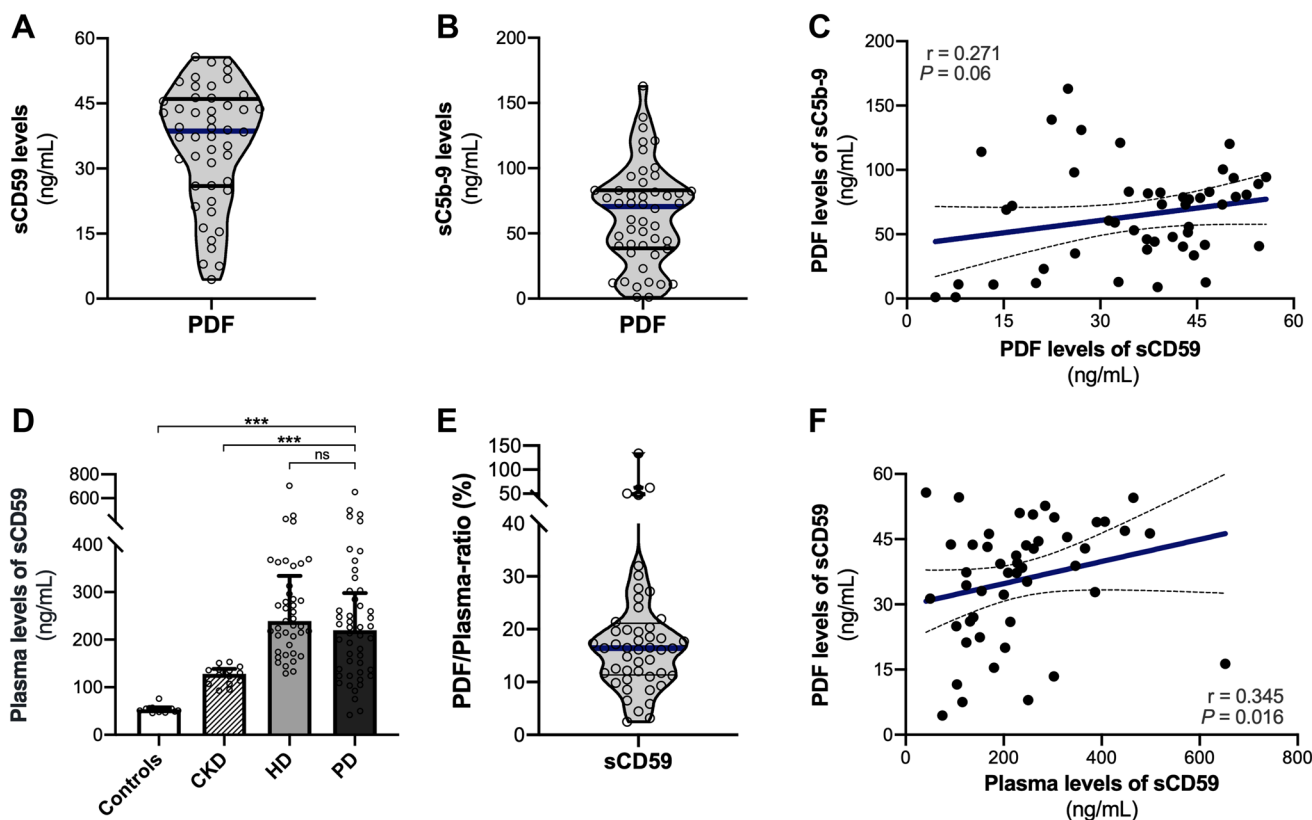 A
sCD59 levels
(ng/mL)
60
45
30
15
0
PDF
B
sC5b-9 levels
(ng/mL)
200
150
100
50
0
PDF
C
PDF levels of sC5b-9
(ng/mL)
200
150
100
50
0
r = 0.271
P = 0.06
0
15
30
45
60
PDF levels of sCD59
(ng/mL)
D
Plasma levels of sCD59
(ng/mL)
***
***
ns
800
600
400
300
200
100
0
Controls
CKD
HD
PD
E
PDF/Plasma-ratio (%)
150
100
50
40
30
20
10
0
sCD59
F
PDF levels of sCD59
(ng/mL)
60
45
30
15
0
r = 0.345
P = 0.016
0
200
400
600
800
Plasma levels of sCD59
(ng/mL)